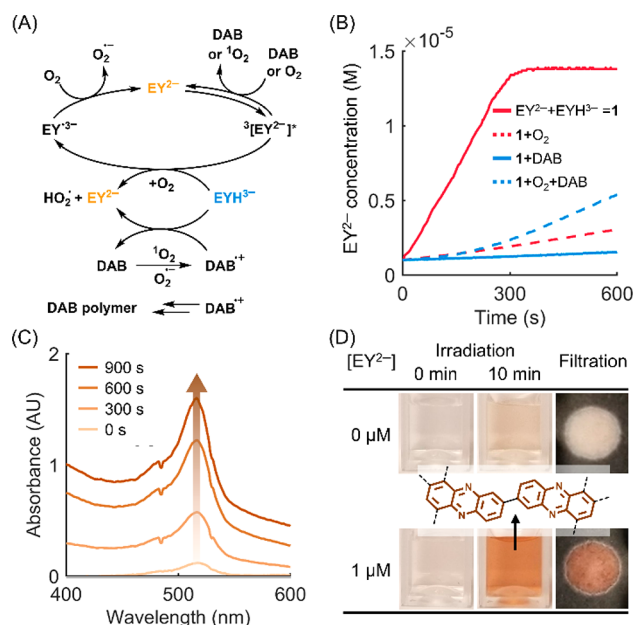 (A)
O₂
O₂˙⁻
EY²⁻
DAB
or ¹O₂
DAB
or O₂
EY˙³⁻
³[EY²⁻]*
+O₂
HO₂˙ + EY²⁻
EYH³⁻
DAB
¹O₂
O₂˙⁻
DAB˙⁺
DAB polymer
DAB˙⁺
(B)
1.5
×10⁻⁵
1.0
0.5
0
EY²⁻ concentration (M)
EY²⁻+EYH³⁻ =1
1+O₂
1+DAB
1+O₂+DAB
0
300
600
Time (s)
(C)
2
1
0
Absorbance (AU)
900 s
600 s
300 s
0 s
400
500
600
Wavelength (nm)
(D)
[EY²⁻]
Irradiation
0 min
10 min
Filtration
0 μM
N
N
N
N
1 μM